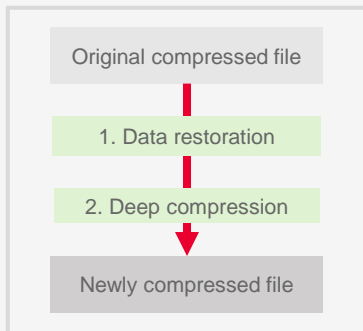 Original compressed file
1. Data restoration
2. Deep compression
Newly compressed file